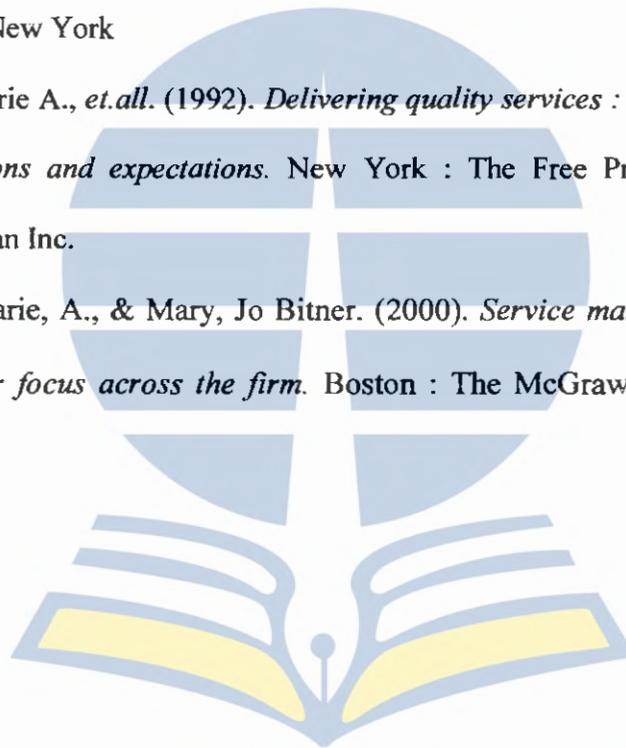 New York
rie A., et.all. (1992). Delivering quality services :
ons and expectations. New York : The Free Pr
an Inc.
arie, A., & Mary, Jo Bitner. (2000). Service ma
r focus across the firm. Boston : The McGraw